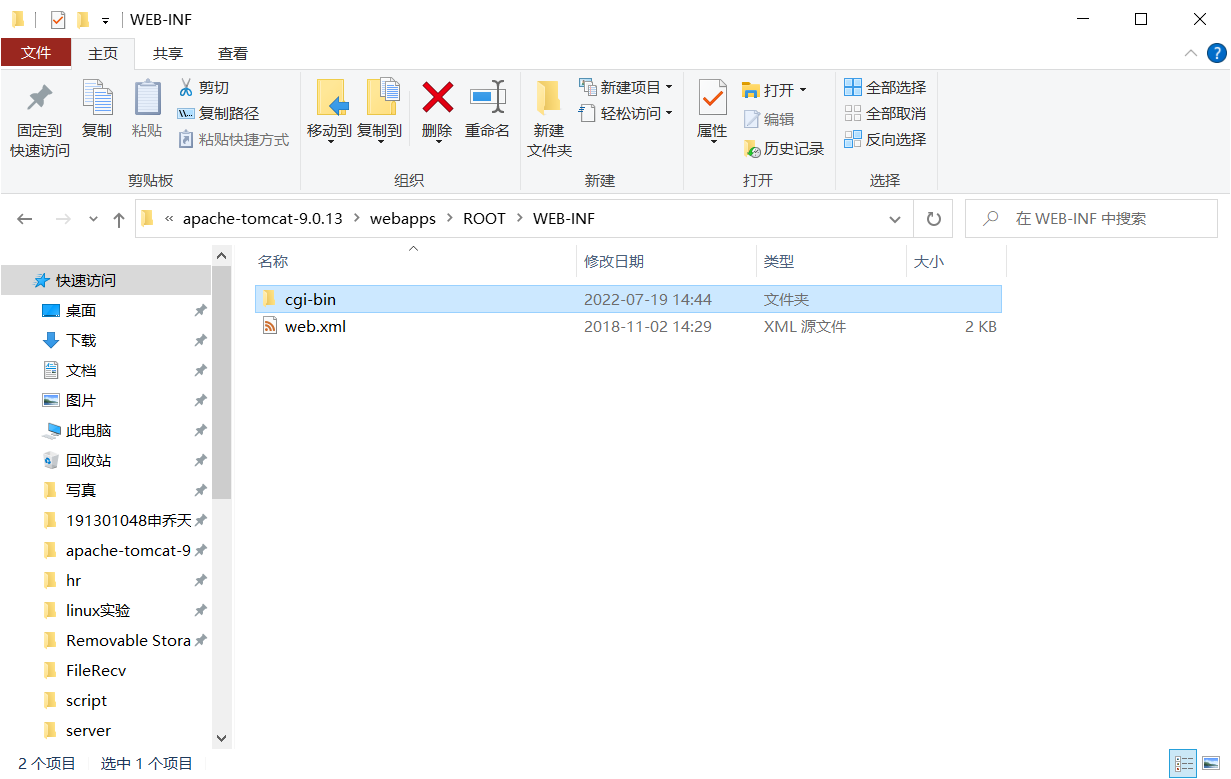 WEB-INF
文件 主页 共享 查看
固定到快速访问 复制 粘贴 剪切 复制路径 粘贴快捷方式 移动到 复制到 删除 重命名 新建文件夹 新建项目 轻松访问 属性 打开 编辑 历史记录 全部选择 全部取消 反向选择
剪贴板 组织 新建 打开 选择
« apache-tomcat-9.0.13 > webapps > ROOT > WEB-INF 在 WEB-INF 中搜索
名称 修改日期 类型 大小
cgi-bin 2022-07-19 14:44 文件夹
web.xml 2018-11-02 14:29 XML 源文件 2 KB
快速访问
桌面
下载
文档
图片
此电脑
回收站
写真
191301048申乔天
apache-tomcat-9
hr
linux实验
Removable Stora
FileRecv
script
server
2 个项目 选中 1 个项目